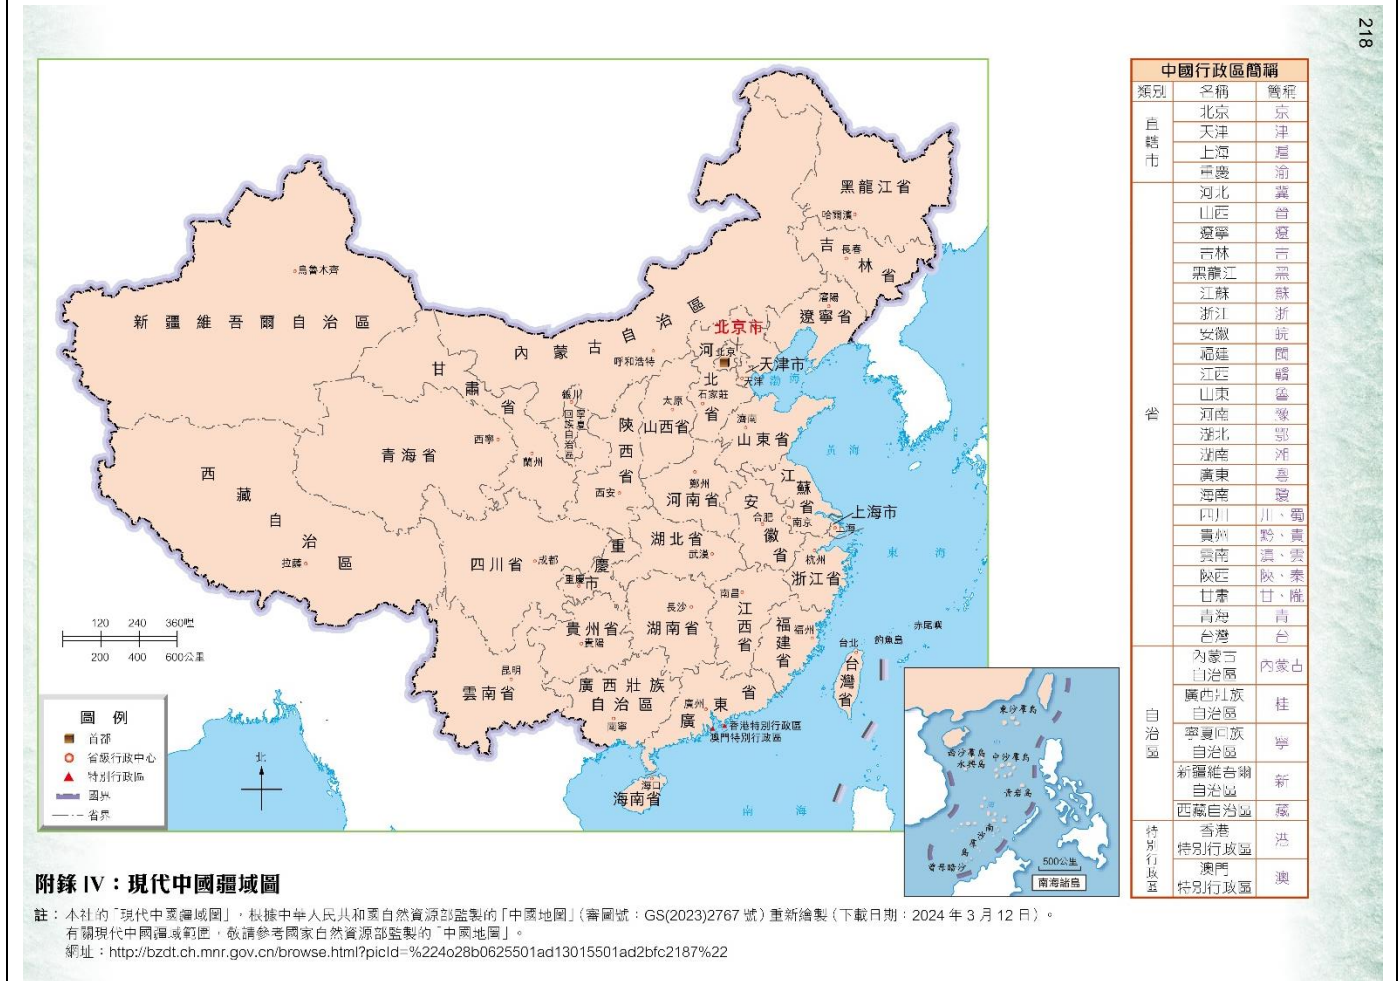 218
黑龍江省
哈爾濱
吉林省
長春
瀋陽
遼寧省
烏魯木齊
新疆維吾爾自治區
內蒙古自治區
呼和浩特
北京市
北京
天津市
天津
渤海
河北省
石家莊
甘肅省
銀川
寧夏回族自治區
陝西省
太原
山西省
濟南
山東省
黃海
西寧
青海省
蘭州
西安
鄭州
河南省
江蘇省
安徽省
合肥
南京
上海市
上海
西藏自治區
拉薩
四川省
成都
重慶市
重慶
湖北省
武漢
杭州
浙江省
東海
南昌
長沙
江西省
湖南省
貴州省
貴陽
福建省
福州
台北
台灣省
釣魚島
赤尾嶼
昆明
雲南省
廣西壯族自治區
南寧
廣州
廣東省
香港特別行政區
澳門特別行政區
海口
海南省
南海
120 240 360哩
200 400 600公里
北
圖 例
首都
省級行政中心
特別行政區
國界
省界
東沙羣島
西沙羣島
永興島
中沙羣島
黃岩島
南沙羣島
曾母暗沙
500公里
南海諸島
中國行政區簡稱
類別 名稱 簡稱
直轄市
北京 京
天津 津
上海 滬
重慶 渝
省
河北 冀
山西 晉
遼寧 遼
吉林 吉
黑龍江 黑
江蘇 蘇
浙江 浙
安徽 皖
福建 閩
江西 贛
山東 魯
河南 豫
湖北 鄂
湖南 湘
廣東 粵
海南 瓊
四川 川、蜀
貴州 黔、貴
雲南 滇、雲
陝西 陝、秦
甘肅 甘、隴
青海 青
台灣 台
自治區
內蒙古自治區 內蒙古
廣西壯族自治區 桂
寧夏回族自治區 寧
新疆維吾爾自治區 新
西藏自治區 藏
特別行政區
香港特別行政區 港
澳門特別行政區 澳
附錄 IV：現代中國疆域圖
註：本社的「現代中國疆域圖」，根據中華人民共和國自然資源部監製的「中國地圖」（審圖號：GS(2023)2767 號）重新繪製（下載日期：2024 年 3 月 12 日）。
有關現代中國疆域範圍，敬請參考國家自然資源部監製的「中國地圖」。
網址：http://bzdt.ch.mnr.gov.cn/browse.html?picId=%224o28b0625501ad13015501ad2bfc2187%22